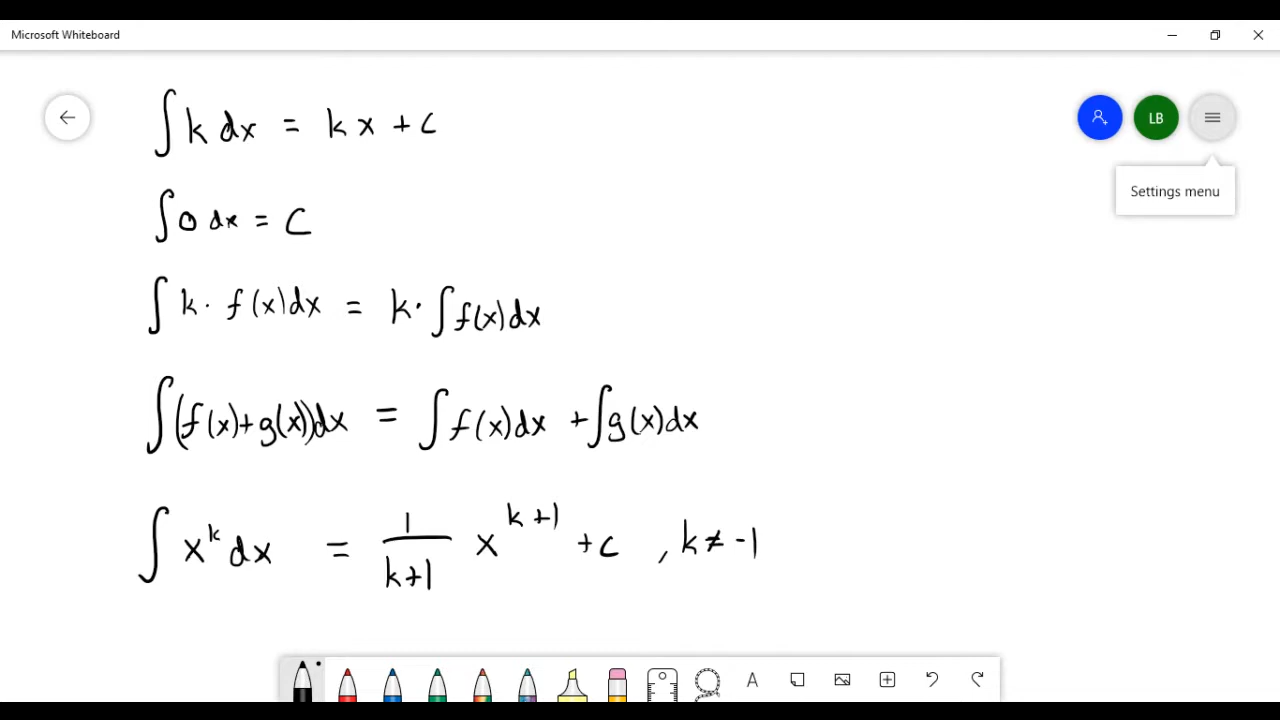 Microsoft Whiteboard
LB
Settings menu
∫ k dx = kx + c
∫ 0 dx = C
∫ k · f(x)dx = k · ∫ f(x)dx
∫ (f(x)+g(x))dx = ∫ f(x)dx + ∫ g(x)dx
∫ x^k dx = 1/(k+1) x^(k+1) + c , k ≠ -1
A